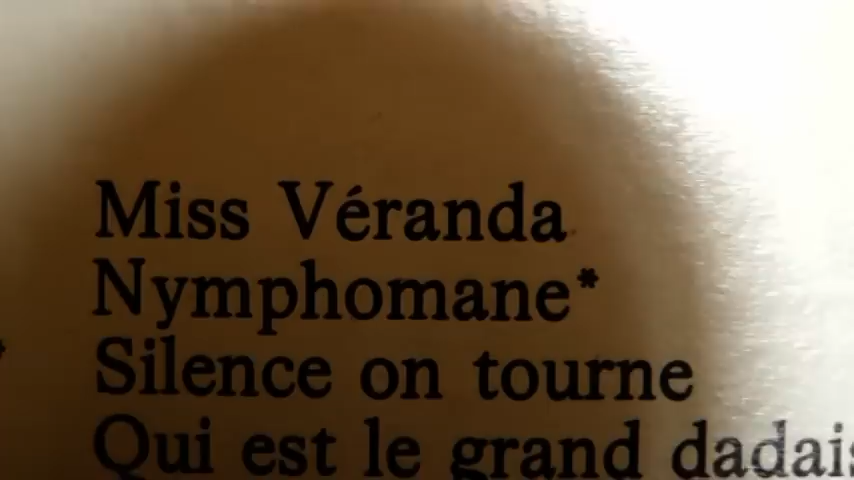 Miss Véranda
Nymphomane*
Silence on tourne
Qui est le grand dadais